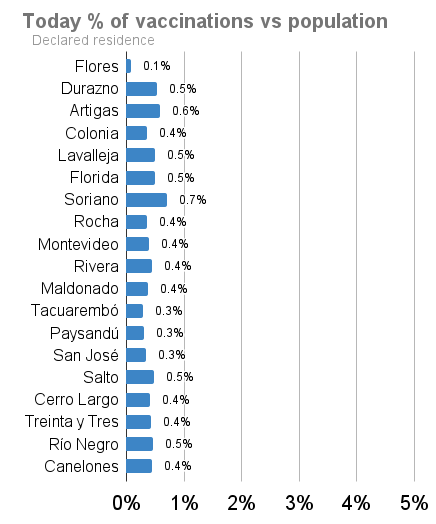 Today % of vaccinations vs population
Declared residence
Flores 0.1%
Durazno 0.5%
Artigas 0.6%
Colonia 0.4%
Lavalleja 0.5%
Florida 0.5%
Soriano 0.7%
Rocha 0.4%
Montevideo 0.4%
Rivera 0.4%
Maldonado 0.4%
Tacuarembó 0.3%
Paysandú 0.3%
San José 0.3%
Salto 0.5%
Cerro Largo 0.4%
Treinta y Tres 0.4%
Río Negro 0.5%
Canelones 0.4%
0% 1% 2% 3% 4% 5%